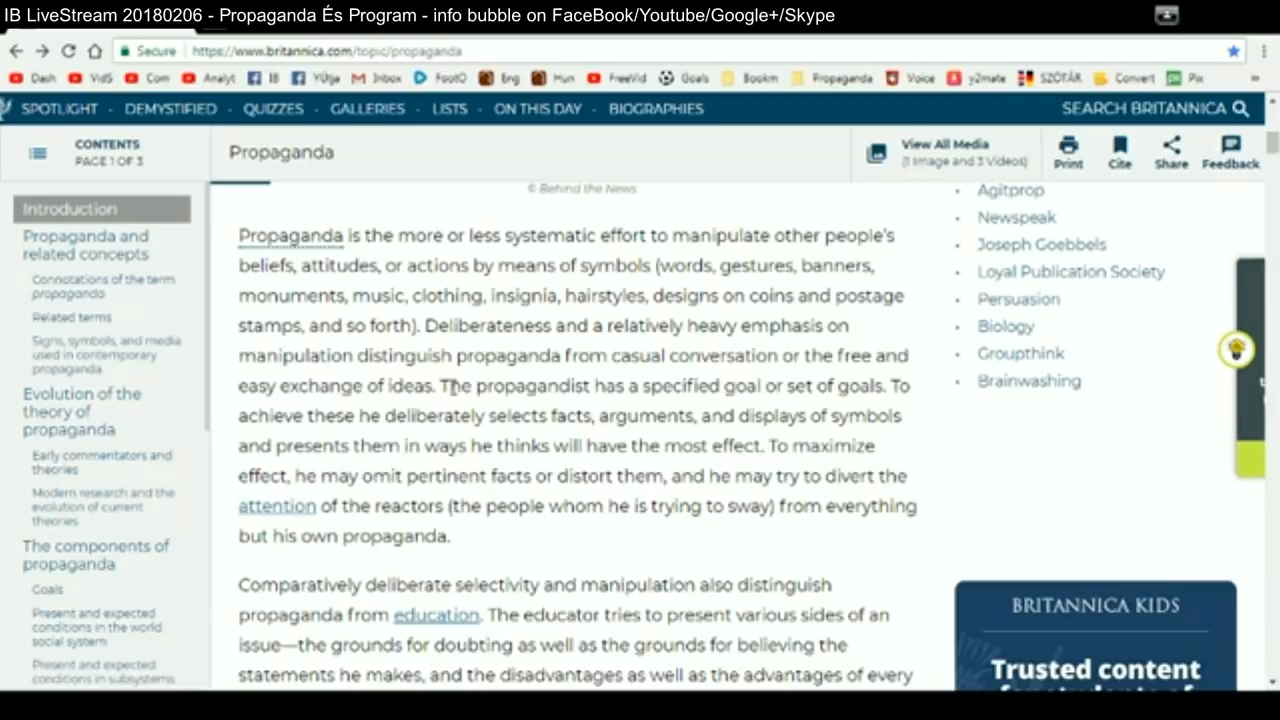 IB LiveStream 20180206 - Propaganda És Program - info bubble on FaceBook/Youtube/Google+/Skype
Secure https://www.britannica.com/topic/propaganda
Dash VidS Com Analyt IB YÚtja Inbox FootO Eng Hun FreeVid Goals Bookm Propaganda Voice y2mate SZÓTÁR Convert Pix »
SPOTLIGHT · DEMYSTIFIED · QUIZZES · GALLERIES · LISTS · ON THIS DAY · BIOGRAPHIES SEARCH BRITANNICA
CONTENTS
PAGE 1 OF 3
Propaganda
View All Media
(1 Image and 3 Videos)
Print Cite Share Feedback
Introduction
Propaganda and
related concepts
Connotations of the term
propaganda
Related terms
Signs, symbols, and media
used in contemporary
propaganda
Evolution of the
theory of
propaganda
Early commentators and
theories
Modern research and the
evolution of current
theories
The components of
propaganda
Goals
Present and expected
conditions in the world
social system
Present and expected
conditions in subsystems
© Behind the News
Propaganda is the more or less systematic effort to manipulate other people's
beliefs, attitudes, or actions by means of symbols (words, gestures, banners,
monuments, music, clothing, insignia, hairstyles, designs on coins and postage
stamps, and so forth). Deliberateness and a relatively heavy emphasis on
manipulation distinguish propaganda from casual conversation or the free and
easy exchange of ideas. The propagandist has a specified goal or set of goals. To
achieve these he deliberately selects facts, arguments, and displays of symbols
and presents them in ways he thinks will have the most effect. To maximize
effect, he may omit pertinent facts or distort them, and he may try to divert the
attention of the reactors (the people whom he is trying to sway) from everything
but his own propaganda.
Comparatively deliberate selectivity and manipulation also distinguish
propaganda from education. The educator tries to present various sides of an
issue—the grounds for doubting as well as the grounds for believing the
statements he makes, and the disadvantages as well as the advantages of every
Agitprop
Newspeak
Joseph Goebbels
Loyal Publication Society
Persuasion
Biology
Groupthink
Brainwashing
BRITANNICA KIDS
Trusted content